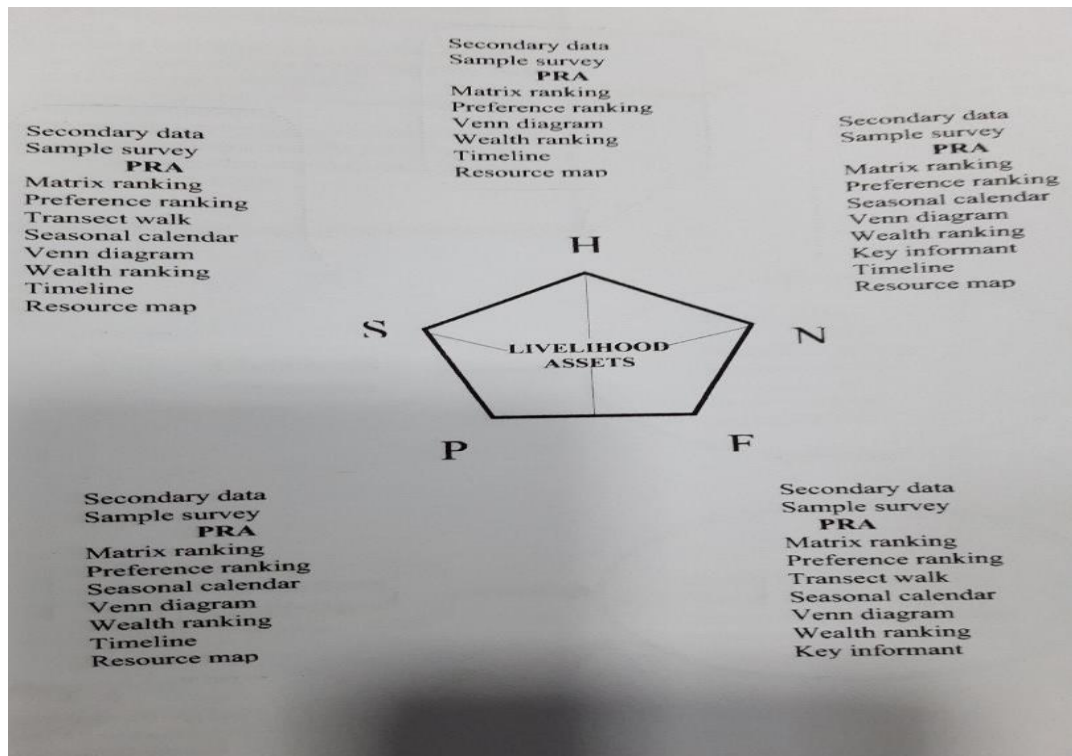 Secondary data
Sample survey
PRA
Matrix ranking
Preference ranking
Venn diagram
Wealth ranking
Timeline
Resource map
Secondary data
Sample survey
PRA
Matrix ranking
Preference ranking
Transect walk
Seasonal calendar
Venn diagram
Wealth ranking
Timeline
Resource map
Secondary data
Sample survey
PRA
Matrix ranking
Preference ranking
Seasonal calendar
Venn diagram
Wealth ranking
Key informant
Timeline
Resource map
H
S
N
LIVELIHOOD
ASSETS
P
F
Secondary data
Sample survey
PRA
Matrix ranking
Preference ranking
Seasonal calendar
Venn diagram
Wealth ranking
Timeline
Resource map
Secondary data
Sample survey
PRA
Matrix ranking
Preference ranking
Transect walk
Seasonal calendar
Venn diagram
Wealth ranking
Key informant